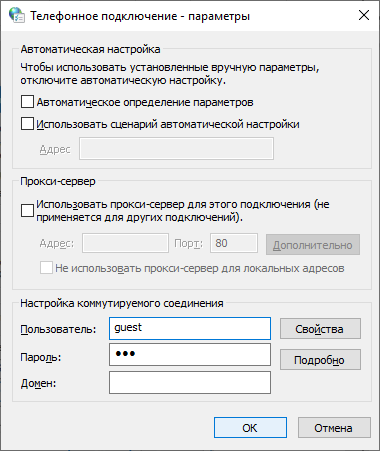 Телефонное подключение - параметры
Автоматическая настройка
Чтобы использовать установленные вручную параметры,
отключите автоматическую настройку.
Автоматическое определение параметров
Использовать сценарий автоматической настройки
Адрес
Прокси-сервер
Использовать прокси-сервер для этого подключения (не
применяется для других подключений).
Адрес: Порт: 80 Дополнительно
Не использовать прокси-сервер для локальных адресов
Настройка коммутируемого соединения
Пользователь: guest Свойства
Пароль: ●●● Подробно
Домен:
ОК Отмена